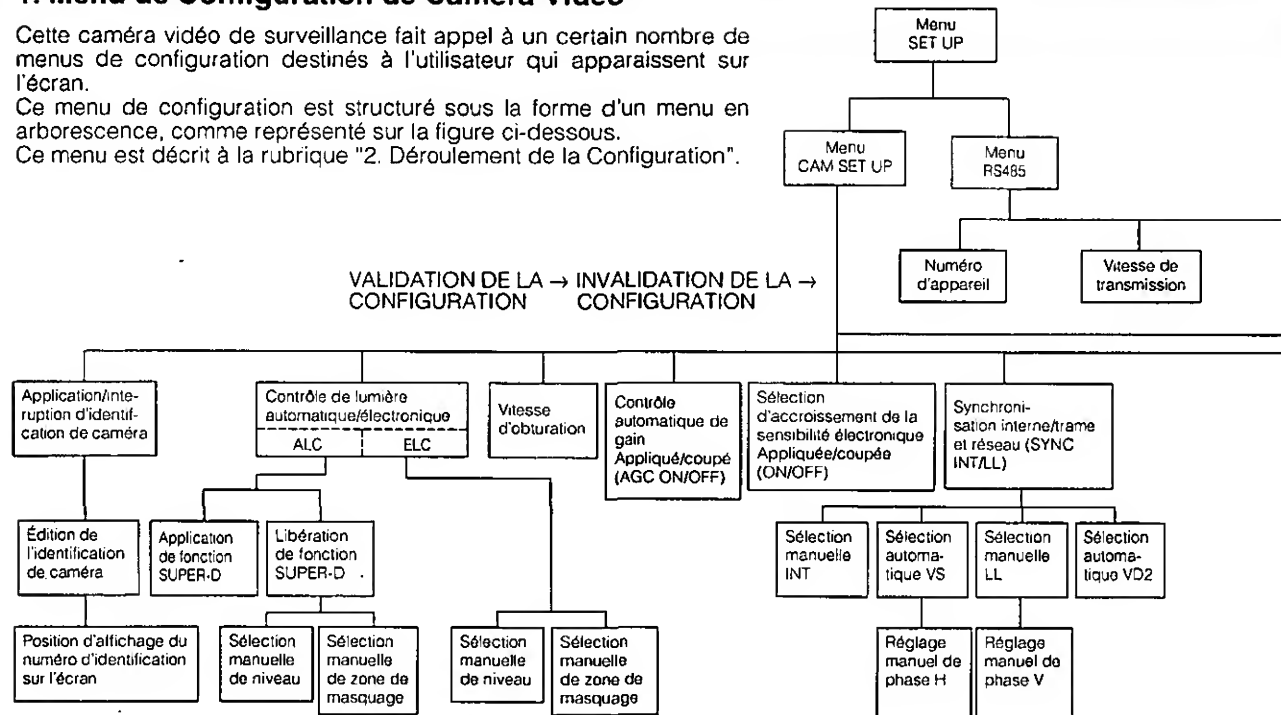 1. Menu de Configuration de Caméra Vidéo
Cette caméra vidéo de surveillance fait appel à un certain nombre de
menus de configuration destinés à l'utilisateur qui apparaissent sur
l'écran.
Ce menu de configuration est structuré sous la forme d'un menu en
arborescence, comme représenté sur la figure ci-dessous.
Ce menu est décrit à la rubrique "2. Déroulement de la Configuration".
Menu
SET UP
Menu
CAM SET UP
Menu
RS485
Numéro
d'appareil
Vitesse de
transmission
VALIDATION DE LA → INVALIDATION DE LA →
CONFIGURATION CONFIGURATION
Application/inte-
ruption d'identif-
cation de caméra
Contrôle de lumière
automatique/électronique
ALC ELC
Vitesse
d'obturation
Contrôle
automatique de
gain
Appliqué/coupé
(AGC ON/OFF)
Sélection
d'accroissement de la
sensibilité électronique
Appliquée/coupée
(ON/OFF)
Synchroni-
sation interne/trame
et réseau (SYNC
INT/LL)
Édition de
l'identification
de caméra
Application
de fonction
SUPER-D
Libération
de fonction
SUPER-D
Sélection
manuelle
INT
Sélection
automa-
tique VS
Sélection
manuelle
LL
Sélection
automa-
tique VD2
Position d'affichage du
numéro d'identification
sur l'écran
Sélection
manuelle
de niveau
Sélection
manuelle
de zone de
masquage
Sélection
manuelle
de niveau
Sélection
manuelle
de zone de
masquage
Réglage
manuel de
phase H
Réglage
manuel de
phase V